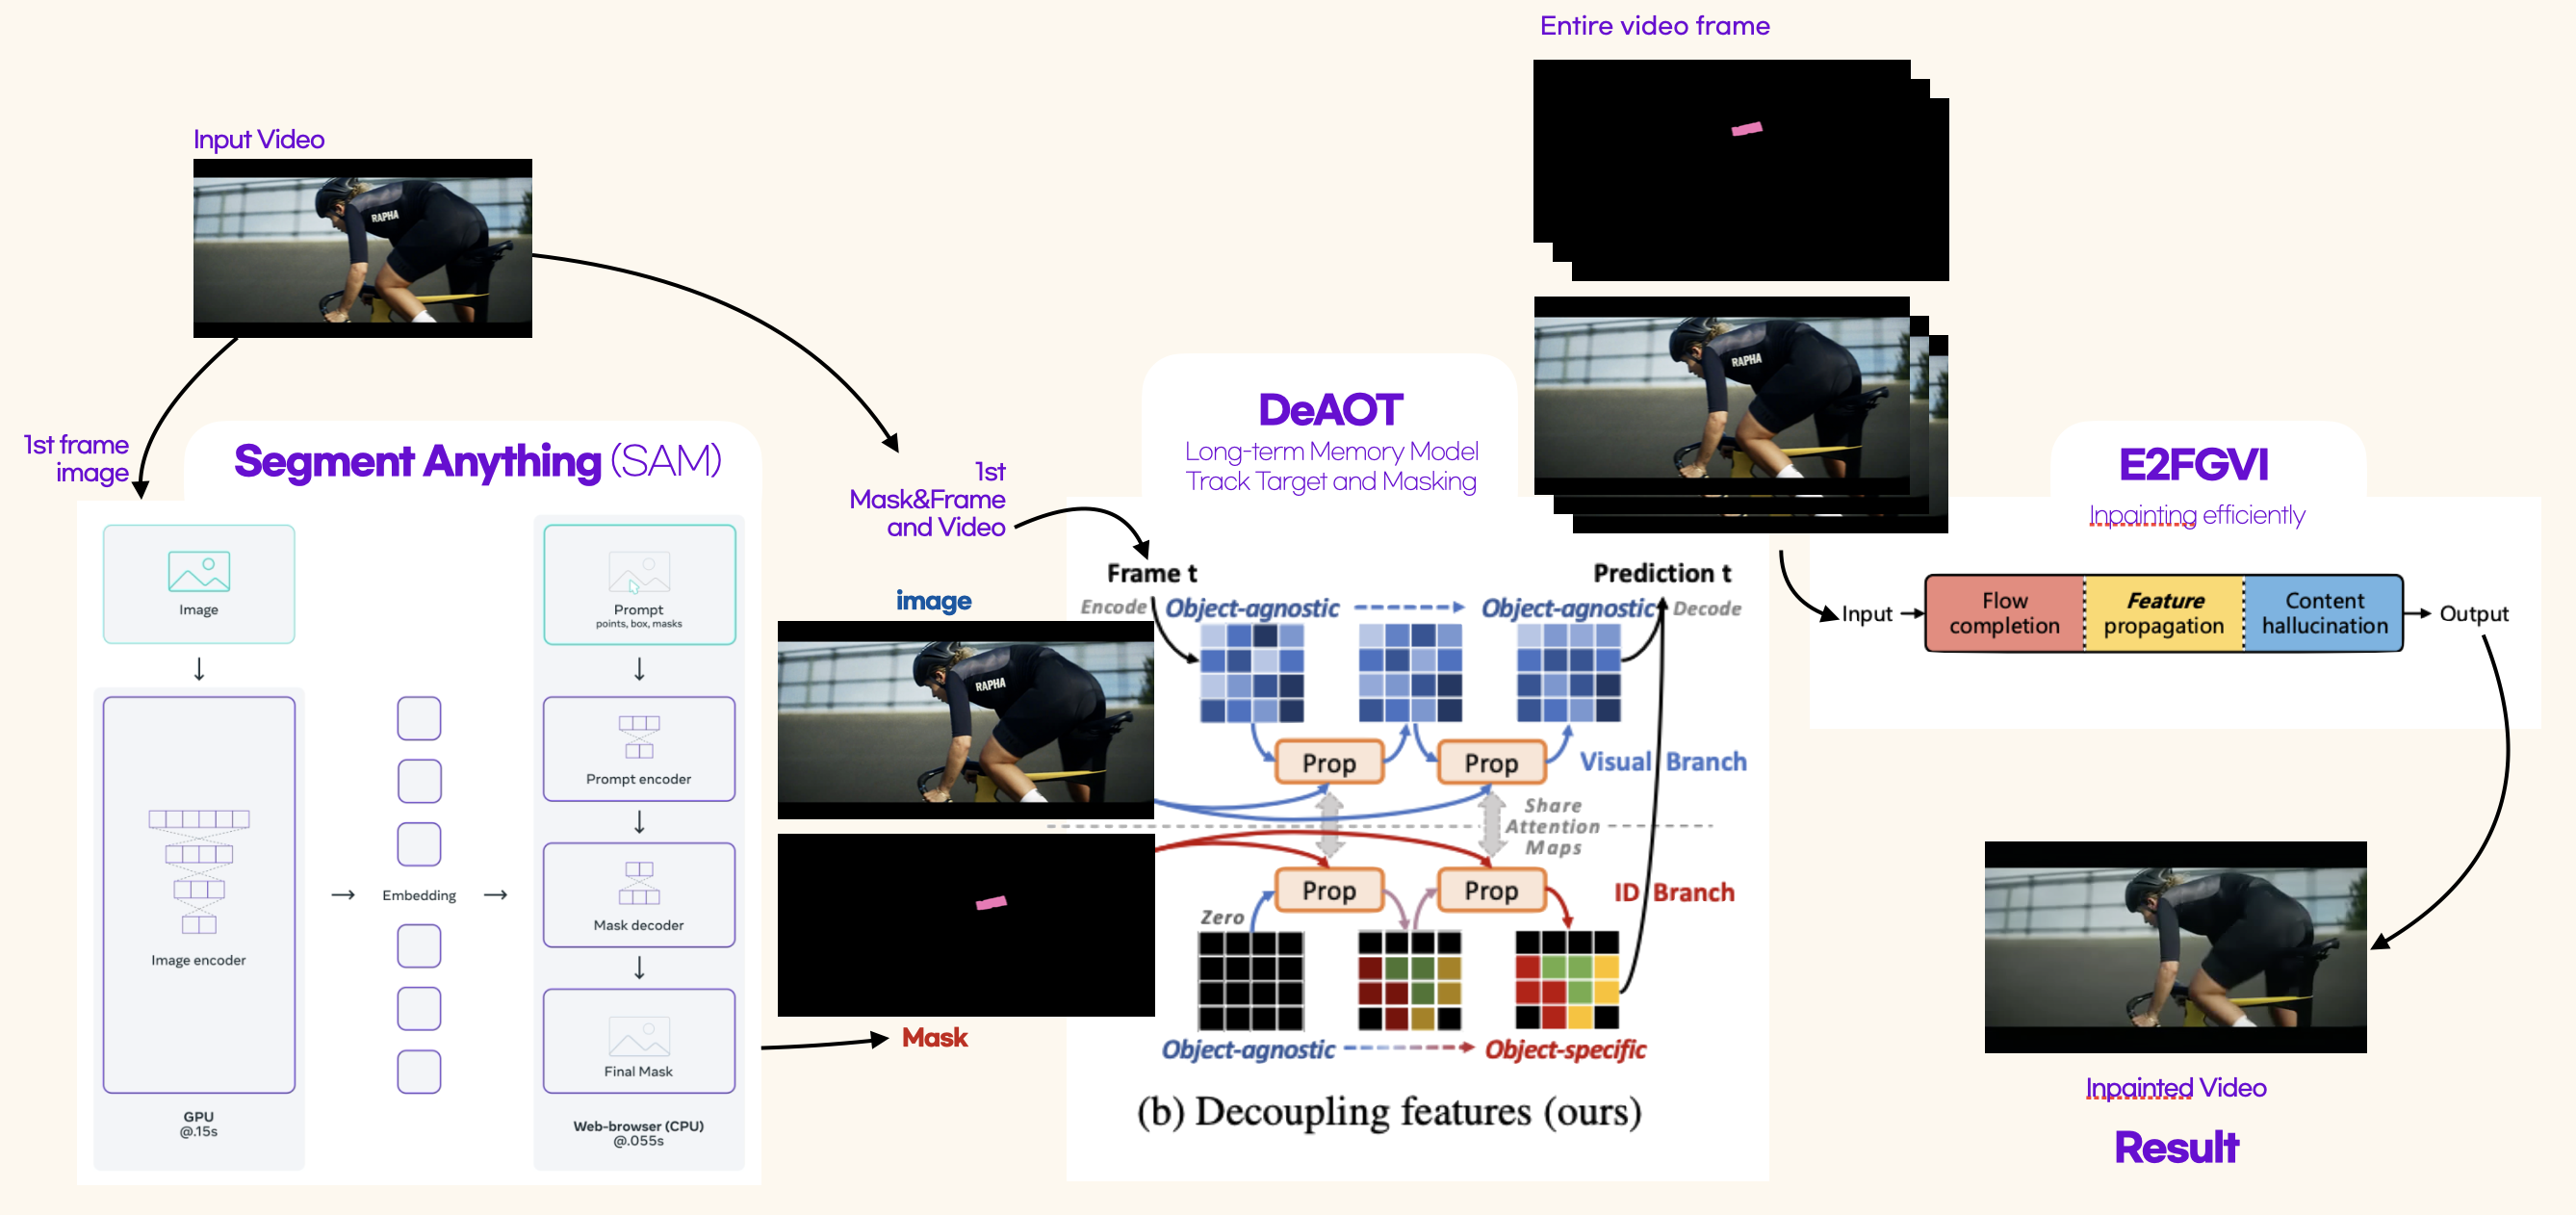 Entire video frame
Input Video
RAPHA
1st frame
image
Segment Anything (SAM)
Image
Image encoder
GPU
@.15s
Embedding
Prompt
points, box, masks
Prompt encoder
Mask decoder
Final Mask
Web-browser (CPU)
@.055s
1st
Mask&Frame
and Video
image
RAPHA
Mask
DeAOT
Long-term Memory Model
Track Target and Masking
Frame t
Prediction t
Encode
Object-agnostic
Object-agnostic
Decode
Prop
Prop
Visual Branch
Share
Attention
Maps
Prop
Prop
ID Branch
Zero
Object-agnostic
Object-specific
(b) Decoupling features (ours)
RAPHA
E2FGVI
Inpainting efficiently
Input
Flow
completion
Feature
propagation
Content
hallucination
Output
Inpainted Video
Result